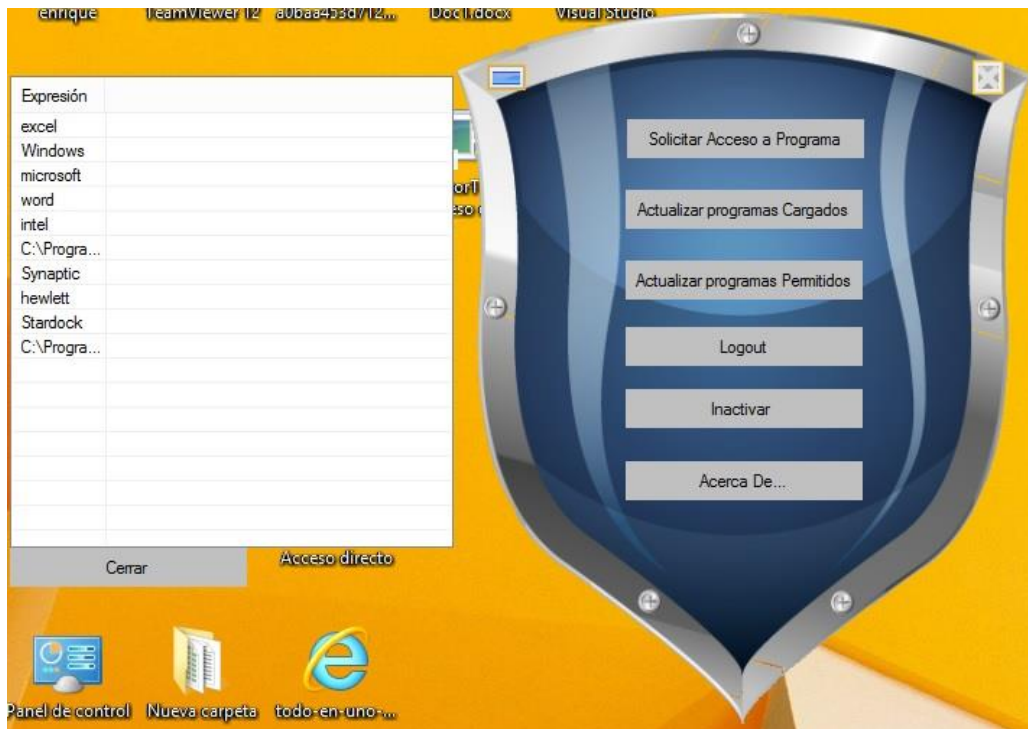 enrique
TeamViewer 12
a0baa453d712...
Doc1.docx
Visual Studio
Expresión
excel
Windows
microsoft
word
intel
C:\Progra...
Synaptic
hewlett
Stardock
C:\Progra...
Cerrar
Acceso directo
Panel de control
Nueva carpeta
todo-en-uno-...
Solicitar Acceso a Programa
Actualizar programas Cargados
Actualizar programas Permitidos
Logout
Inactivar
Acerca De...